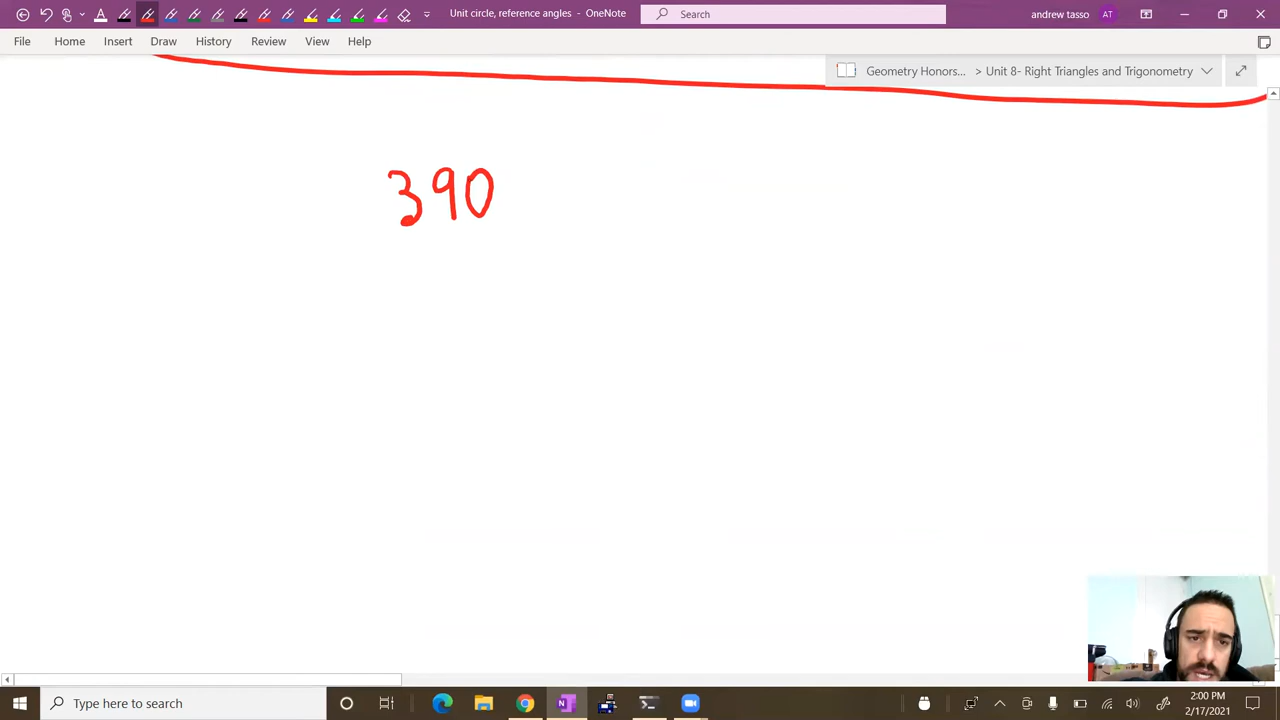 Unit circle, reference angles - OneNote
Search
andrew tasso
AT
File Home Insert Draw History Review View Help
Geometry Honors... > Unit 8- Right Triangles and Trigonometry
390
Type here to search
2:00 PM
2/17/2021